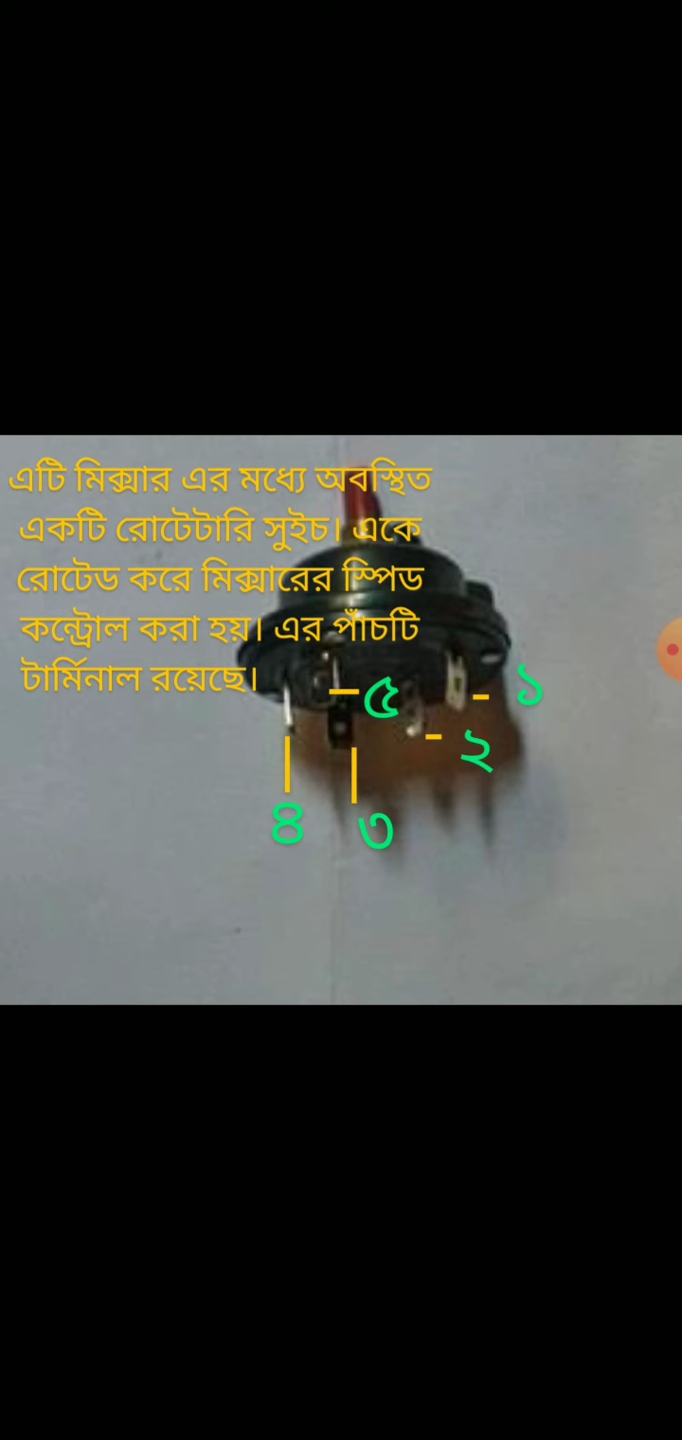 এটি মিক্সার এর মধ্যে অবস্থিত
একটি রোটেটারি সুইচ। একে
রোটেড করে মিক্সারের স্পিড
কন্ট্রোল করা হয়। এর পাঁচটি
টার্মিনাল রয়েছে।
৫
১
২
৪
৩